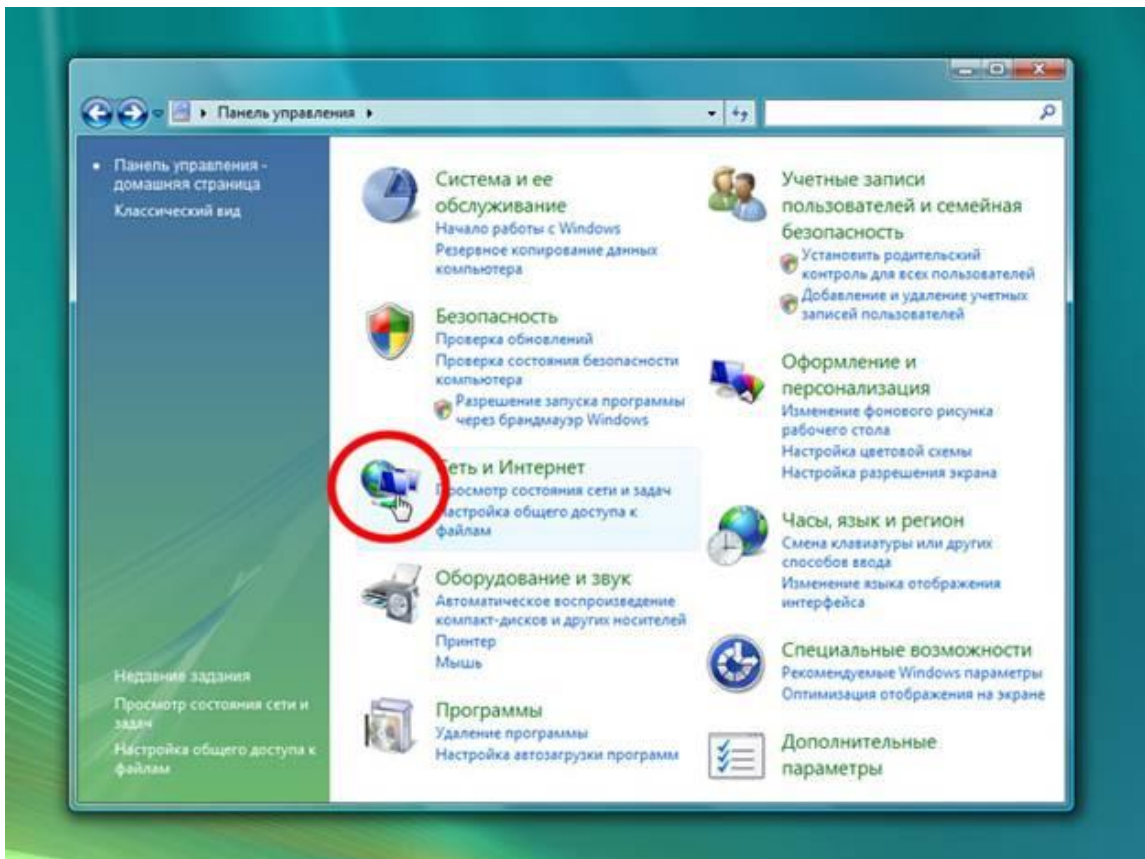 Панель управления
Панель управления -
домашняя страница
Классический вид
Система и ее
обслуживание
Начало работы с Windows
Резервное копирование данных
компьютера
Безопасность
Проверка обновлений
Проверка состояния безопасности
компьютера
Разрешение запуска программы
через брандмауэр Windows
Сеть и Интернет
Просмотр состояния сети и задач
Настройка общего доступа к
файлам
Оборудование и звук
Автоматическое воспроизведение
компакт-дисков и других носителей
Принтер
Мышь
Программы
Удаление программы
Настройка автозагрузки программ
Учетные записи
пользователей и семейная
безопасность
Установить родительский
контроль для всех пользователей
Добавление и удаление учетных
записей пользователей
Оформление и
персонализация
Изменение фонового рисунка
рабочего стола
Настройка цветовой схемы
Настройка разрешения экрана
Часы, язык и регион
Смена клавиатуры или других
способов ввода
Изменение языка отображения
интерфейса
Специальные возможности
Рекомендуемые Windows параметры
Оптимизация отображения на экране
Дополнительные
параметры
Недавние задания
Просмотр состояния сети и
задач
Настройка общего доступа к
файлам